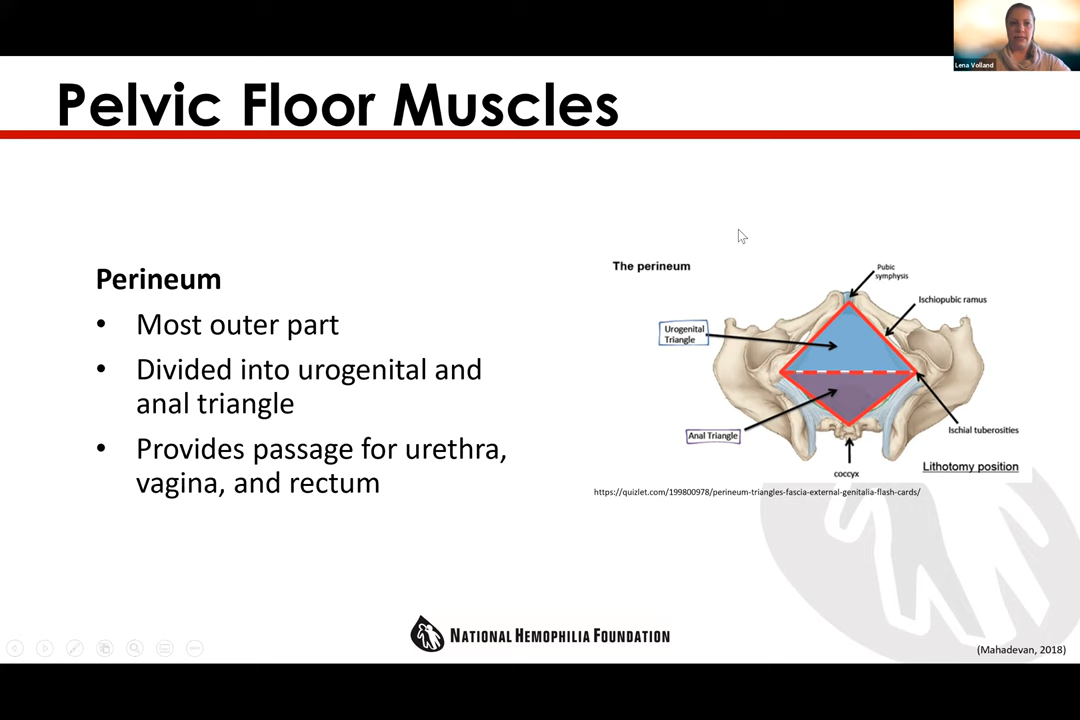 Lena Volland
Pelvic Floor Muscles
Perineum
• Most outer part
• Divided into urogenital and
anal triangle
• Provides passage for urethra,
vagina, and rectum
The perineum
Pubic
symphysis
Ischiopubic ramus
Urogenital
Triangle
Anal Triangle
Ischial tuberosities
coccyx
Lithotomy position
https://quizlet.com/199800978/perineum-triangles-fascia-external-genitalia-flash-cards/
NATIONAL HEMOPHILIA FOUNDATION
(Mahadevan, 2018)